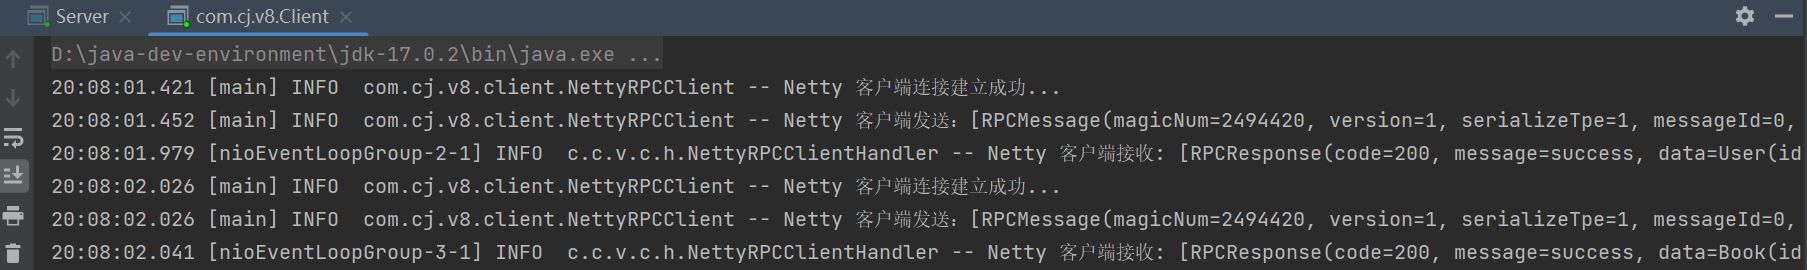 Server com.cj.v8.Client
D:\java-dev-environment\jdk-17.0.2\bin\java.exe ...
20:08:01.421 [main] INFO  com.cj.v8.client.NettyRPCClient -- Netty 客户端连接建立成功...
20:08:01.452 [main] INFO  com.cj.v8.client.NettyRPCClient -- Netty 客户端发送：[RPCMessage(magicNum=2494420, version=1, serializeTpe=1, messageId=0,
20:08:01.979 [nioEventLoopGroup-2-1] INFO  c.c.v.c.h.NettyRPCClientHandler -- Netty 客户端接收: [RPCResponse(code=200, message=success, data=User(id
20:08:02.026 [main] INFO  com.cj.v8.client.NettyRPCClient -- Netty 客户端连接建立成功...
20:08:02.026 [main] INFO  com.cj.v8.client.NettyRPCClient -- Netty 客户端发送：[RPCMessage(magicNum=2494420, version=1, serializeTpe=1, messageId=0,
20:08:02.041 [nioEventLoopGroup-3-1] INFO  c.c.v.c.h.NettyRPCClientHandler -- Netty 客户端接收: [RPCResponse(code=200, message=success, data=Book(id